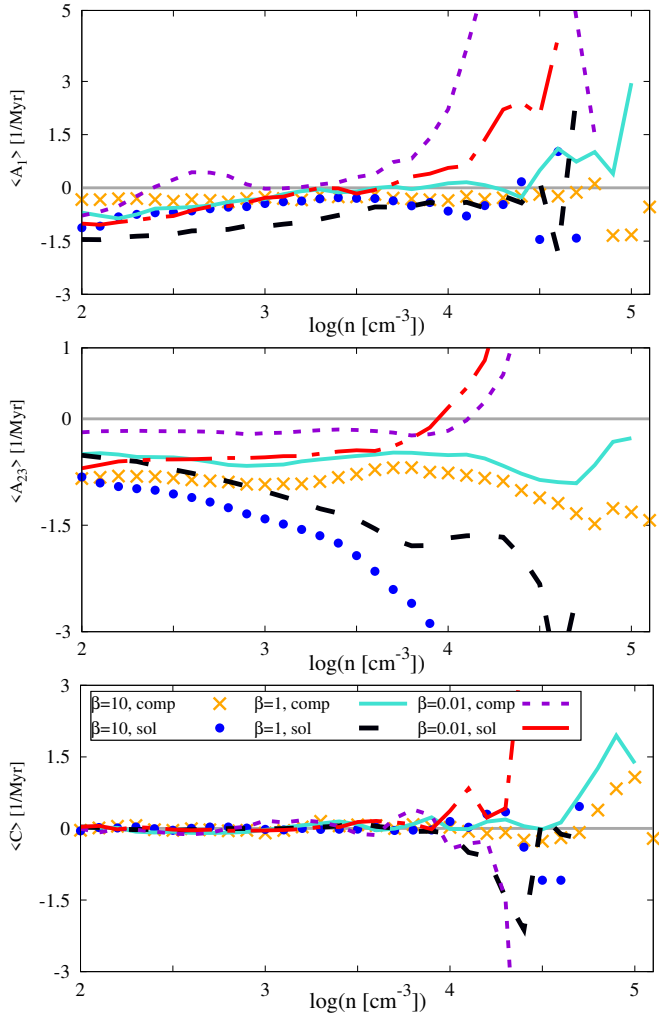 5
3
1.5
0
-1.5
-3
<A₁> [1/Myr]
2 3 4 5
log(n [cm⁻³])
1
0
-1.5
-3
<A₂₃> [1/Myr]
2 3 4 5
log(n [cm⁻³])
3
1.5
0
-1.5
-3
<C> [1/Myr]
β=10, comp β=1, comp β=0.01, comp
β=10, sol β=1, sol β=0.01, sol
2 3 4 5
log(n [cm⁻³])